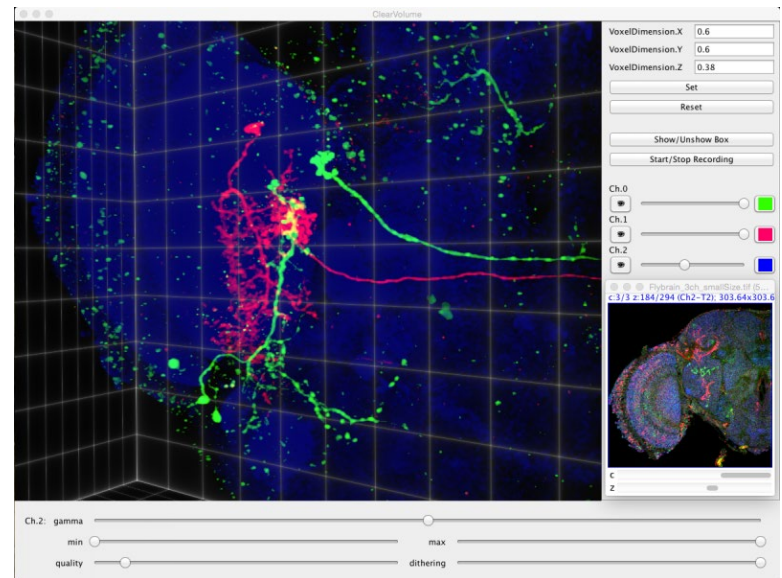 ClearVolume
VoxelDimension.X 0.6
VoxelDimension.Y 0.6
VoxelDimension.Z 0.38
Set
Reset
Show/Unshow Box
Start/Stop Recording
Ch.0
Ch.1
Ch.2
Flybrain_3ch_smallSize.tif (5...
c:3/3 z:184/294 (Ch2-T2); 303.64x303.6
c
z
Ch.2: gamma
min max
quality dithering